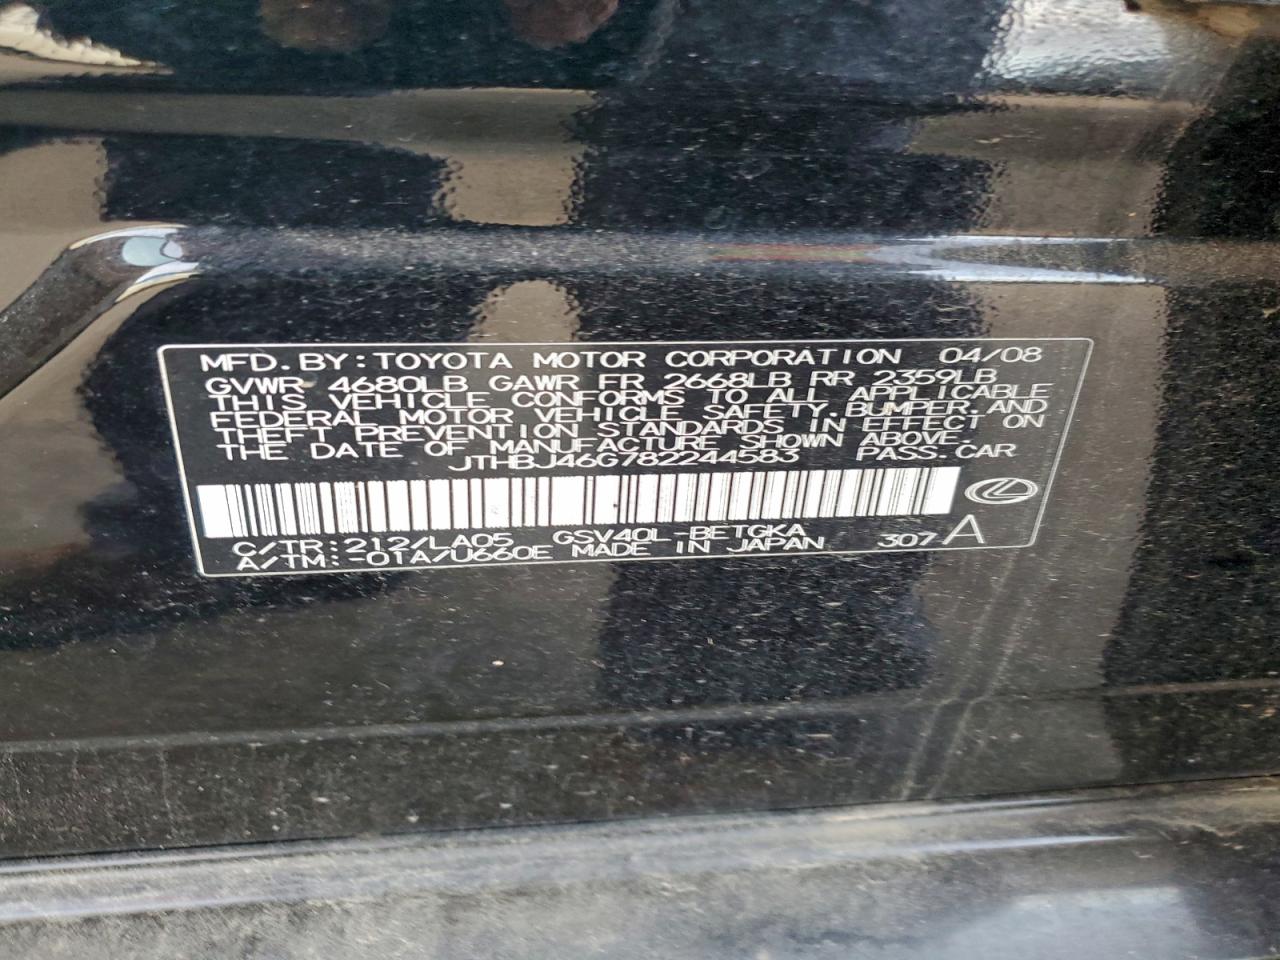 MFD. BY: TOYOTA MOTOR CORPORATION 04/08
GVWR 4680LB GAWR FR 2668LB RR 2359LB
THIS VEHICLE CONFORMS TO ALL APPLICABLE
FEDERAL MOTOR VEHICLE SAFETY, BUMPER, AND
THEFT PREVENTION STANDARDS IN EFFECT ON
THE DATE OF MANUFACTURE SHOWN ABOVE.
JTHBJ46G782244583 PASS. CAR
C/TR: 212/LA05 GSV40L-BETGKA 307 A
A/TM: -01A/U660E MADE IN JAPAN